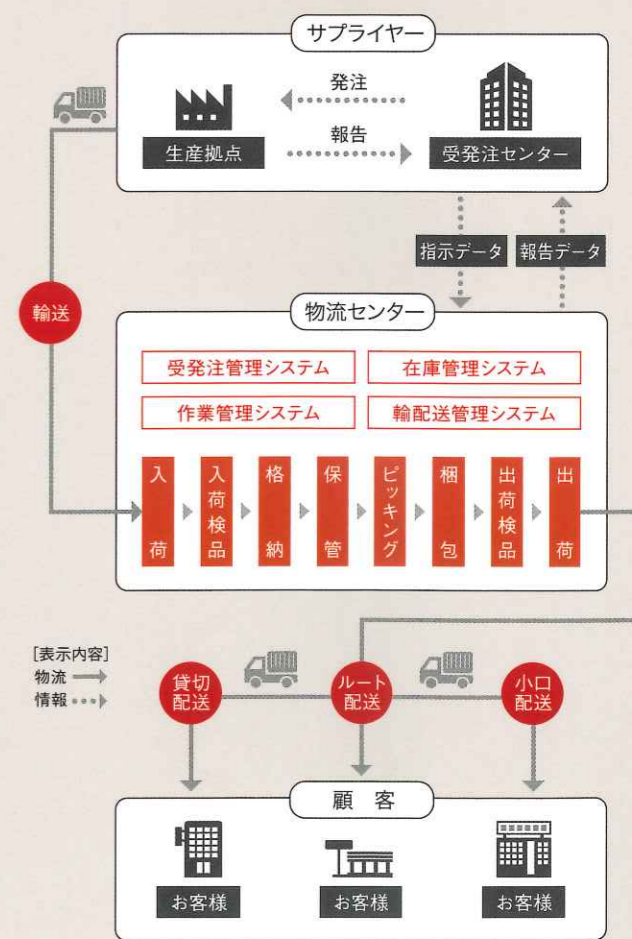 サプライヤー
発注
報告
生産拠点
受発注センター
指示データ
報告データ
輸送
物流センター
受発注管理システム
在庫管理システム
作業管理システム
輸配送管理システム
入荷
入荷検品
格納
保管
ピッキング
梱包
出荷検品
出荷
[表示内容]
物流
情報
貸切
配送
ルート
配送
小口
配送
顧 客
お客様
お客様
お客様